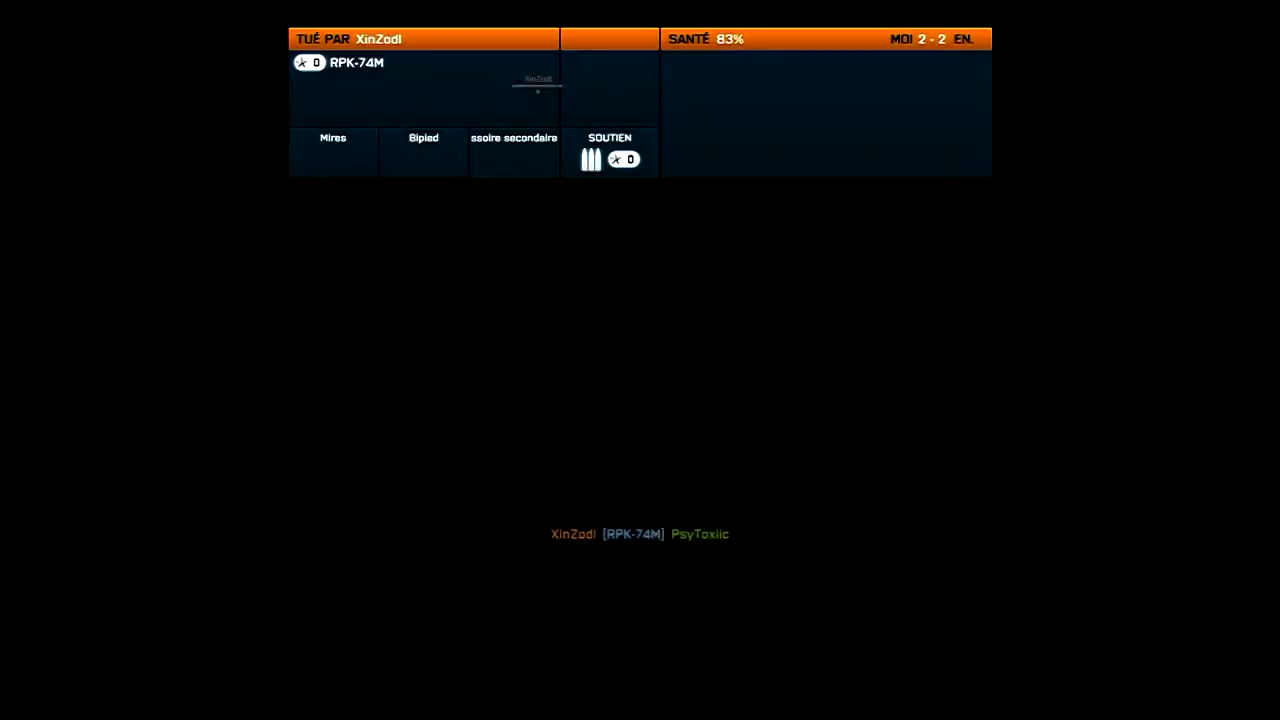 TUÉ PAR XinZodl
SANTÉ 83%
MOI 2 - 2 EN.
0 RPK-74M
XinZodl
Mires
Bipied
ssoire secondaire
SOUTIEN
0
XinZodl [RPK-74M] PsyToxiic